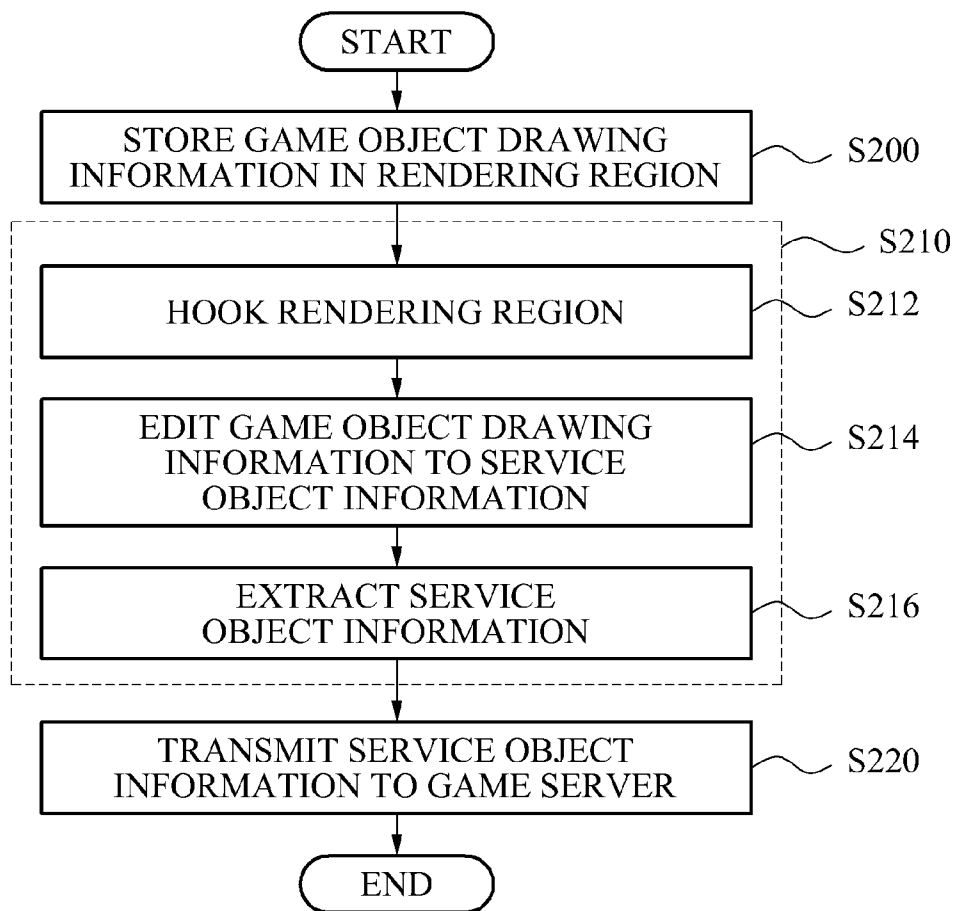 START
STORE GAME OBJECT DRAWING
INFORMATION IN RENDERING REGION
S200
S210
HOOK RENDERING REGION
S212
EDIT GAME OBJECT DRAWING
INFORMATION TO SERVICE
OBJECT INFORMATION
S214
EXTRACT SERVICE
OBJECT INFORMATION
S216
TRANSMIT SERVICE OBJECT
INFORMATION TO GAME SERVER
S220
END